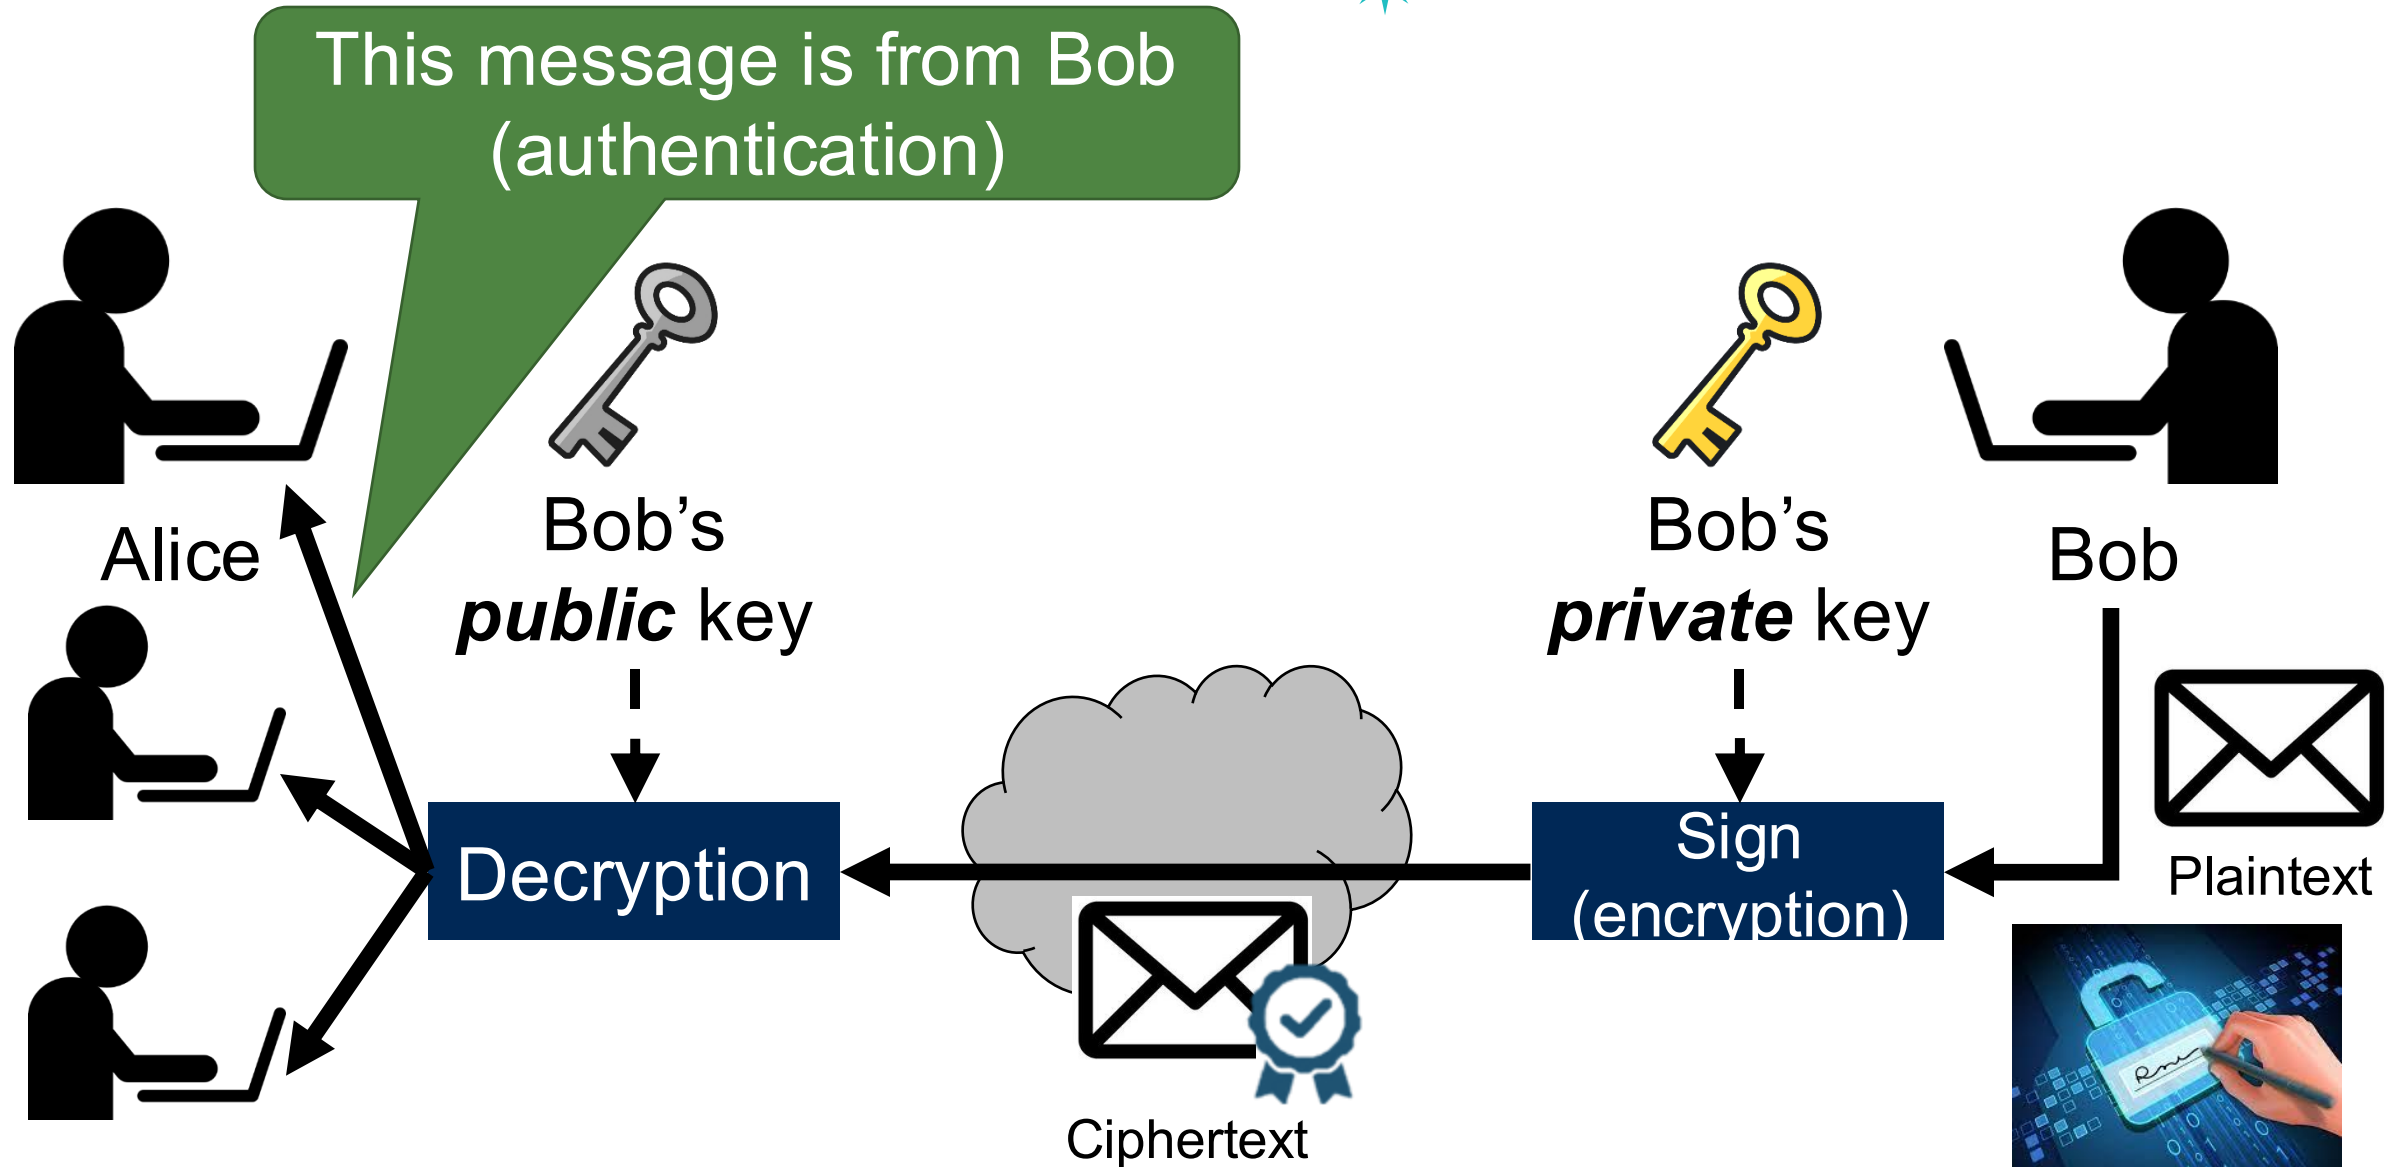 This message is from Bob
(authentication)
Alice
Bob’s
public key
Bob’s
private key
Bob
Decryption
Sign
(encryption)
Plaintext
Ciphertext